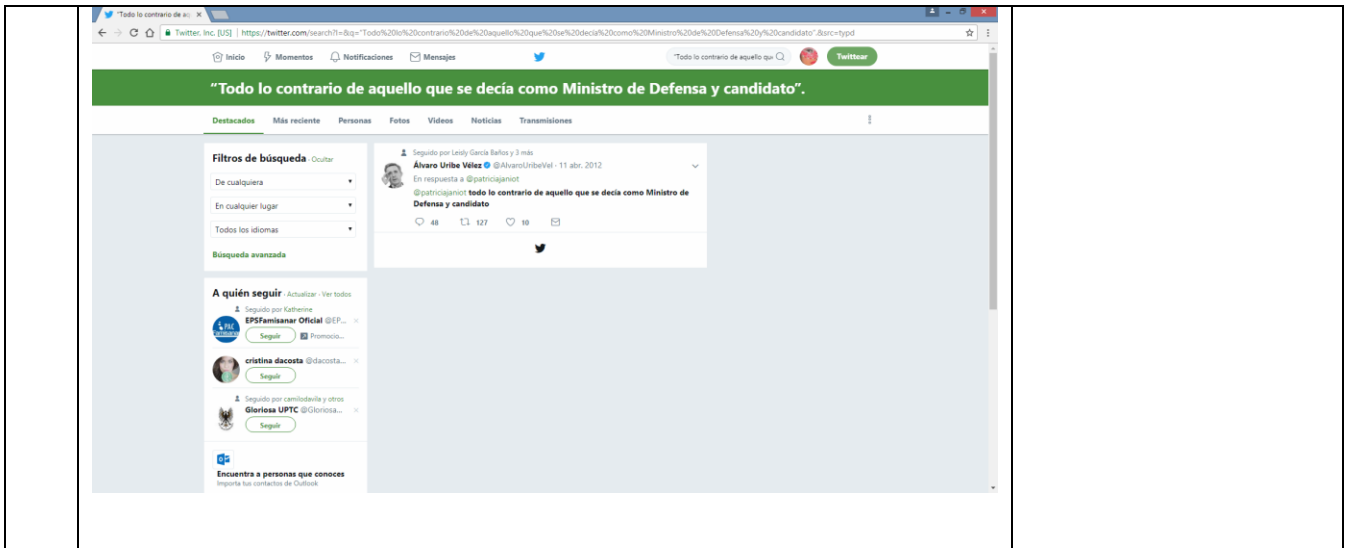 "Todo lo contrario de aq
Twitter, Inc. [US] | https://twitter.com/search?l=&q="Todo%20lo%20contrario%20de%20aquello%20que%20se%20decía%20como%20Ministro%20de%20Defensa%20y%20candidato".&src=typd
Inicio Momentos Notificaciones Mensajes "Todo lo contrario de aquello que Twittear
"Todo lo contrario de aquello que se decía como Ministro de Defensa y candidato".
Destacados Más reciente Personas Fotos Videos Noticias Transmisiones
Filtros de búsqueda · Ocultar
De cualquiera
En cualquier lugar
Todos los idiomas
Búsqueda avanzada
Seguido por Leisly García Baños y 3 más
Álvaro Uribe Vélez @AlvaroUribeVel · 11 abr. 2012
En respuesta a @patriciajaniot
@patriciajaniot todo lo contrario de aquello que se decía como Ministro de
Defensa y candidato
48 127 10
A quién seguir · Actualizar · Ver todos
Seguido por Katherine
EPSFamisanar Oficial @EP...
Seguir Promocio...
cristina dacosta @dacosta...
Seguir
Seguido por camilodavila y otros
Gloriosa UPTC @Gloriosa...
Seguir
Encuentra a personas que conoces
Importa tus contactos de Outlook